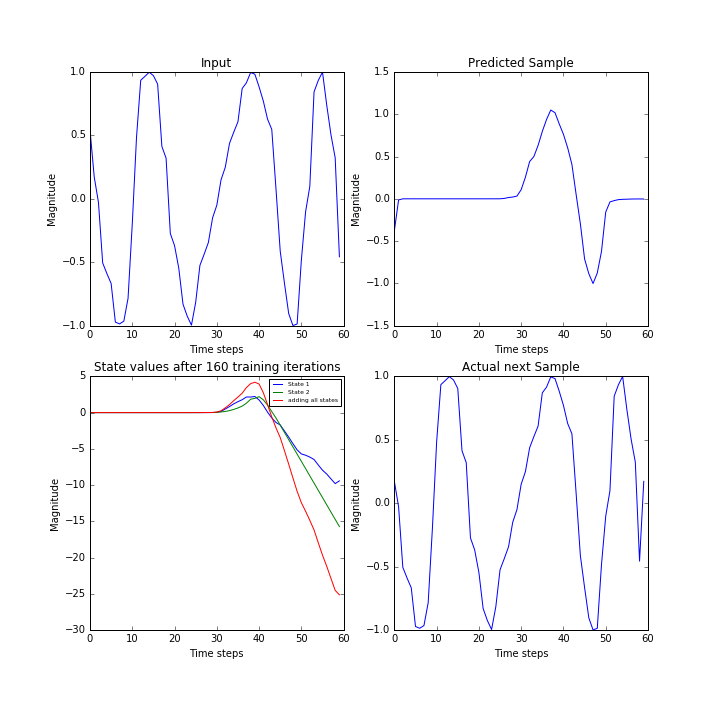 Input
Magnitude
1.0
0.5
0.0
−0.5
−1.0
0 10 20 30 40 50 60
Time steps
Predicted Sample
Magnitude
1.5
1.0
0.5
0.0
−0.5
−1.0
−1.5
0 10 20 30 40 50 60
Time steps
State values after 160 training iterations
Magnitude
5
0
−5
−10
−15
−20
−25
−30
State 1
State 2
adding all states
0 10 20 30 40 50 60
Time steps
Actual next Sample
Magnitude
1.0
0.5
0.0
−0.5
−1.0
0 10 20 30 40 50 60
Time steps